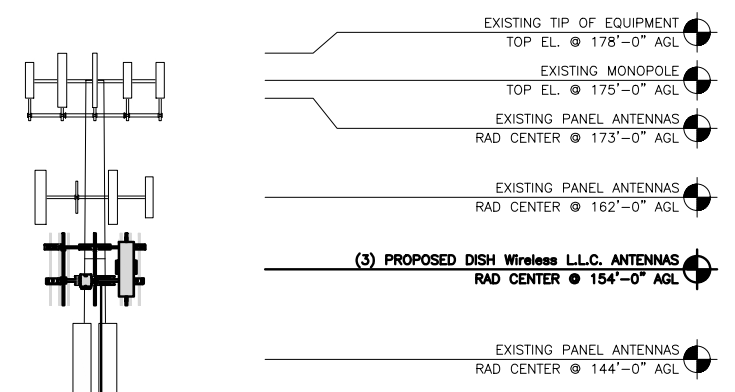 EXISTING TIP OF EQUIPMENT
TOP EL. @ 178'-0" AGL
EXISTING MONOPOLE
TOP EL. @ 175'-0" AGL
EXISTING PANEL ANTENNAS
RAD CENTER @ 173'-0" AGL
EXISTING PANEL ANTENNAS
RAD CENTER @ 162'-0" AGL
(3) PROPOSED DISH Wireless L.L.C. ANTENNAS
RAD CENTER @ 154'-0" AGL
EXISTING PANEL ANTENNAS
RAD CENTER @ 144'-0" AGL